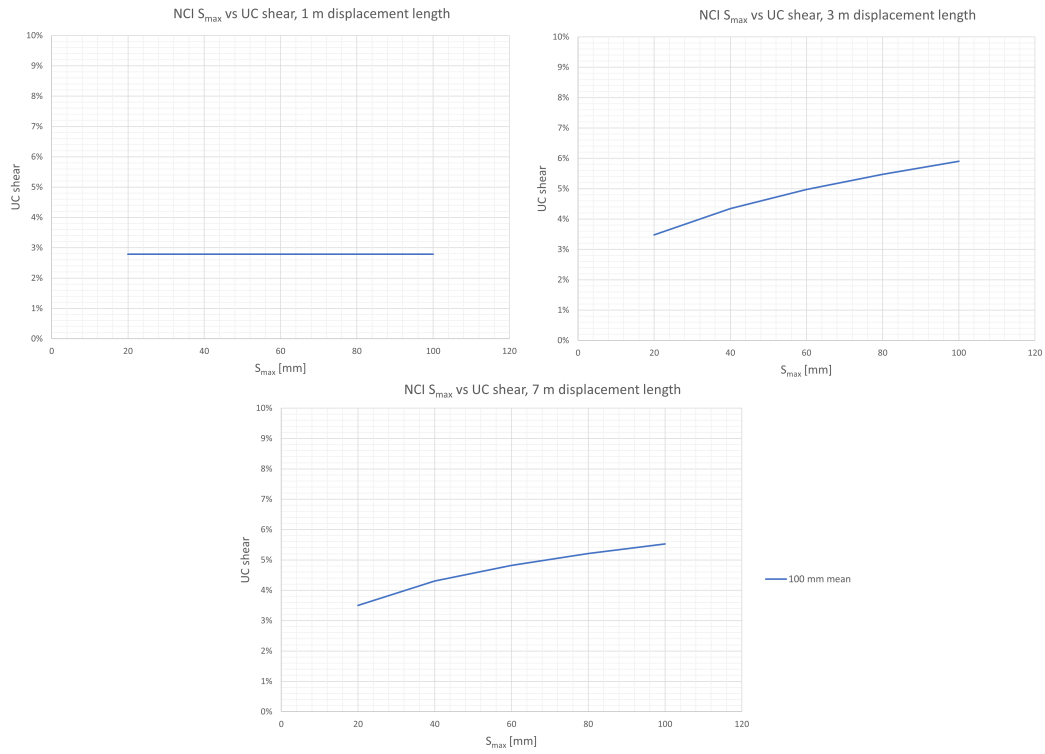 NCI Smax vs UC shear, 1 m displacement length
10%
9%
8%
7%
6%
5%
4%
3%
2%
1%
0%
UC shear
0 20 40 60 80 100 120
Smax [mm]
NCI Smax vs UC shear, 3 m displacement length
10%
9%
8%
7%
6%
5%
4%
3%
2%
1%
0%
UC shear
0 20 40 60 80 100 120
Smax [mm]
NCI Smax vs UC shear, 7 m displacement length
10%
9%
8%
7%
6%
5%
4%
3%
2%
1%
0%
UC shear
0 20 40 60 80 100 120
Smax [mm]
100 mm mean